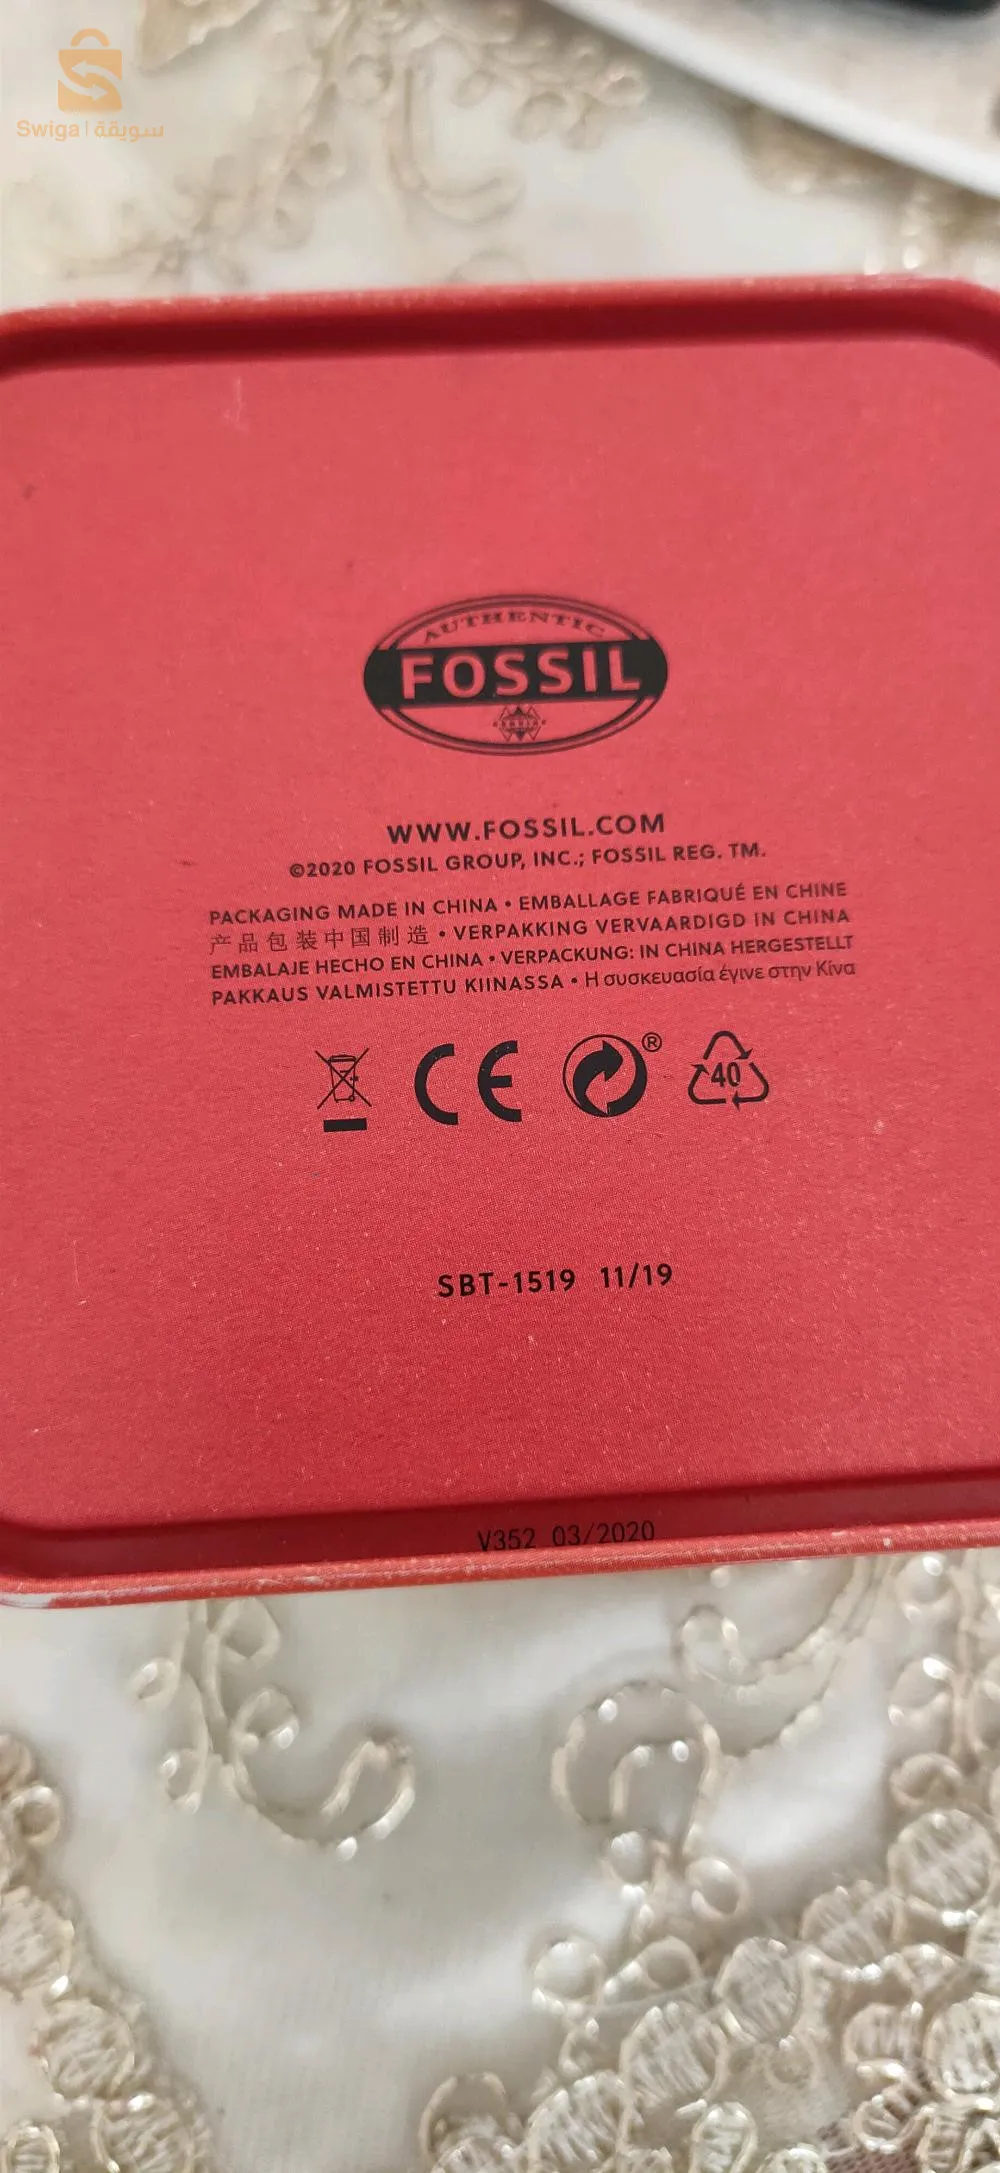 Swiga | سويقة
AUTHENTIC
FOSSIL
WWW.FOSSIL.COM
©2020 FOSSIL GROUP, INC.; FOSSIL REG. TM.
PACKAGING MADE IN CHINA • EMBALLAGE FABRIQUÉ EN CHINE
产品包装中国制造 • VERPAKKING VERVAARDIGD IN CHINA
EMBALAJE HECHO EN CHINA • VERPACKUNG: IN CHINA HERGESTELLT
PAKKAUS VALMISTETTU KIINASSA • Η συσκευασία έγινε στην Κίνα
CE ® 40
SBT-1519 11/19
V352 03/2020